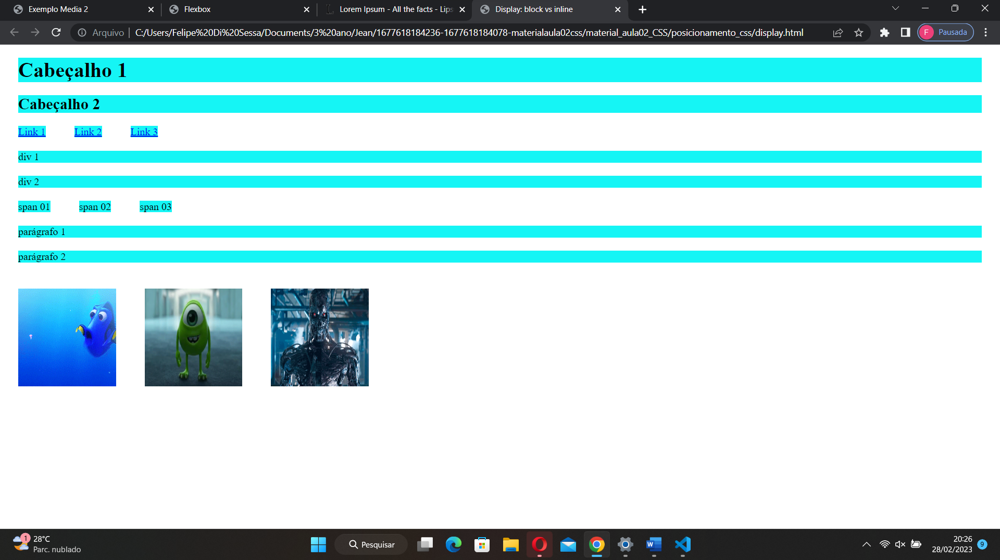 Exemplo Media 2
Flexbox
Lorem Ipsum - All the facts - Lips
Display: block vs inline
Arquivo
C:/Users/Felipe%20Di%20Sessa/Documents/3%20ano/Jean/1677618184236-1677618184078-materialaula02css/material_aula02_CSS/posicionamento_css/display.html
F Pausada
Cabeçalho 1
Cabeçalho 2
Link 1 Link 2 Link 3
div 1
div 2
span 01 span 02 span 03
parágrafo 1
parágrafo 2
1
28°C
Parc. nublado
Pesquisar
W
20:26
28/02/2023
9